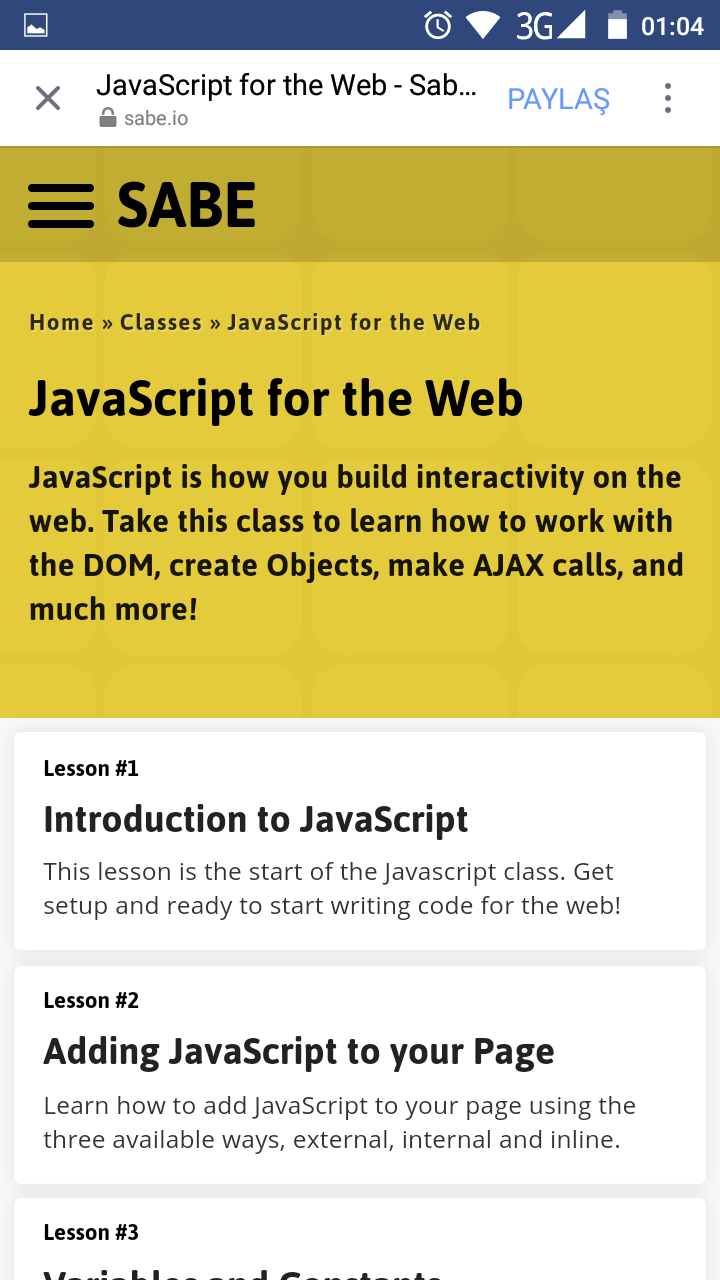 3G 01:04
JavaScript for the Web - Sab...
PAYLAŞ
sabe.io
SABE
Home » Classes » JavaScript for the Web
JavaScript for the Web
JavaScript is how you build interactivity on the
web. Take this class to learn how to work with
the DOM, create Objects, make AJAX calls, and
much more!
Lesson #1
Introduction to JavaScript
This lesson is the start of the Javascript class. Get
setup and ready to start writing code for the web!
Lesson #2
Adding JavaScript to your Page
Learn how to add JavaScript to your page using the
three available ways, external, internal and inline.
Lesson #3
Variables and Constants